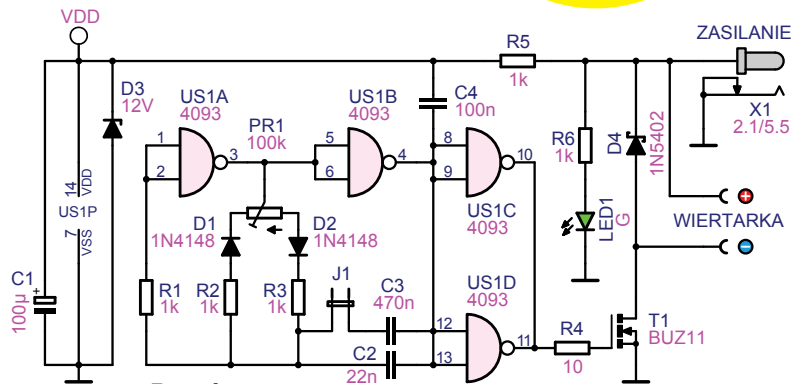 VDD
ZASILANIE
R5
1k
D3
12V
US1A
4093
US1B
4093
C4
100n
X1
2.1/5.5
PR1
100k
1
2
3
5
6
4
8
9
10
R6
1k
D4
1N5402
14
VDD
US1P
7
VSS
US1C
4093
WIERTARKA
D1
1N4148
D2
1N4148
LED1
G
C1
+
100µ
R1
1k
R2
1k
R3
1k
J1
C3
470n
US1D
4093
12
13
11
R4
10
T1
BUZ11
C2
22n